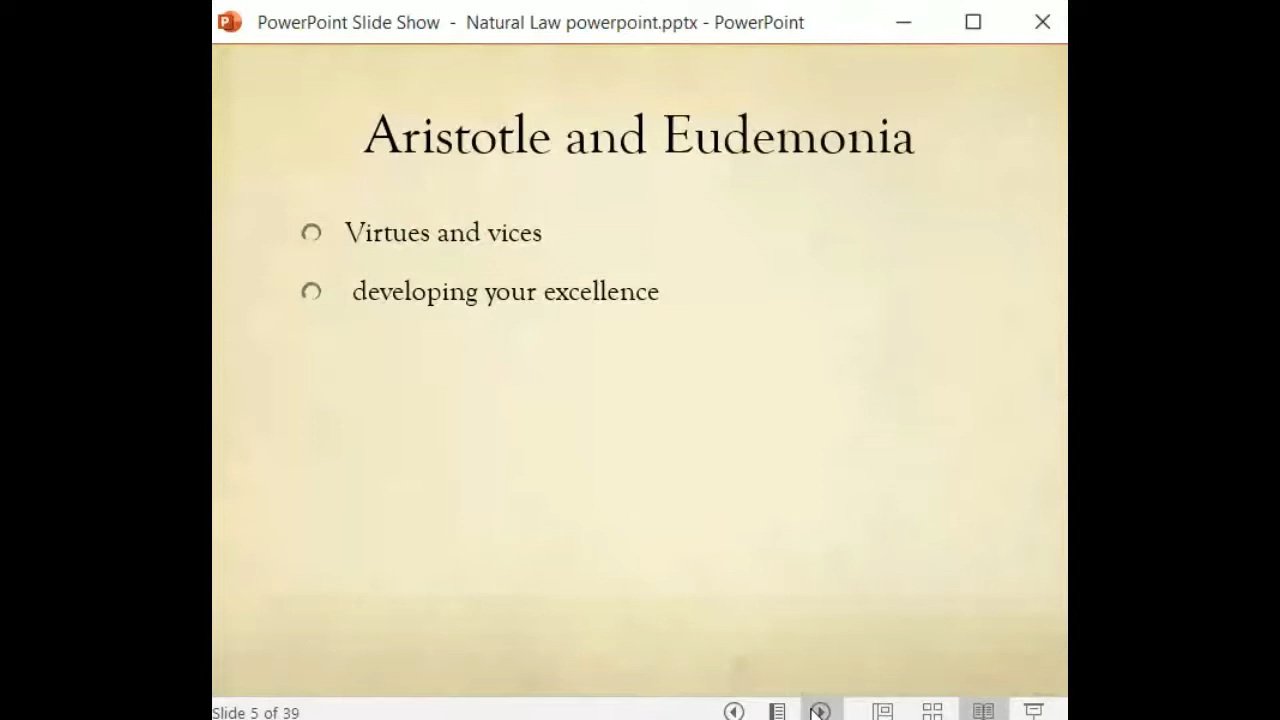 PowerPoint Slide Show - Natural Law powerpoint.pptx - PowerPoint
Aristotle and Eudemonia
Virtues and vices
developing your excellence
Slide 5 of 39